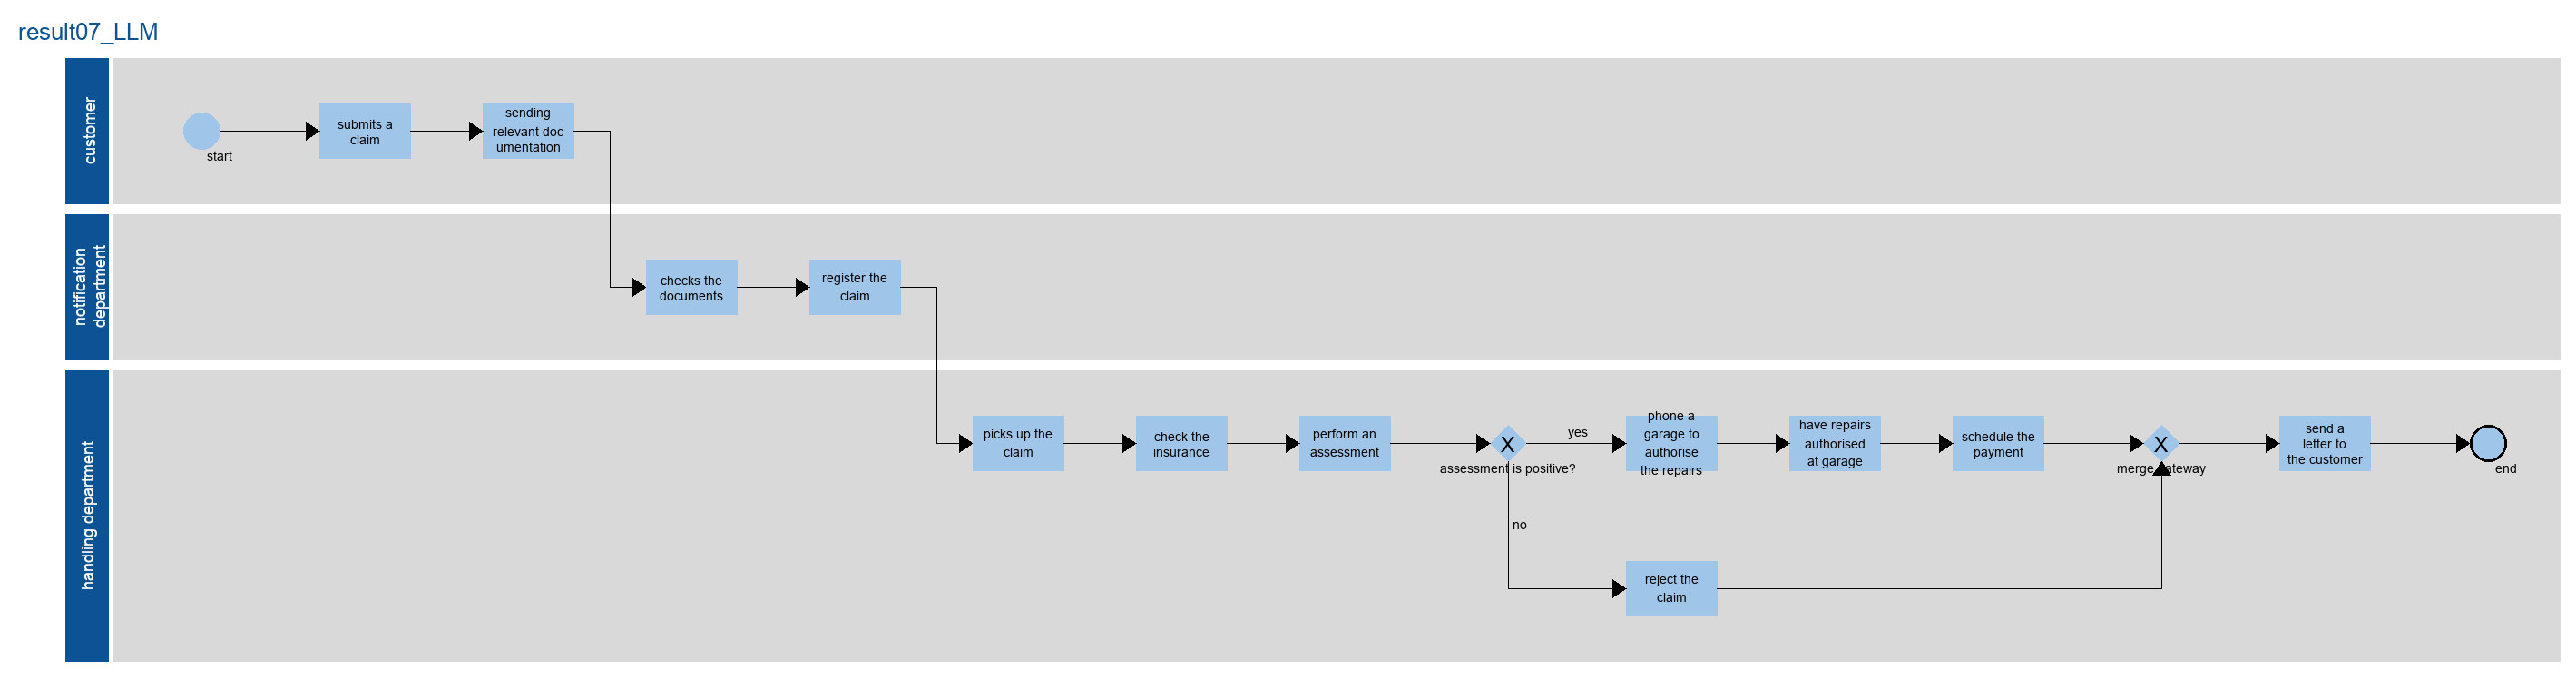 result07_LLM
customer
start
submits a
claim
sending
relevant doc
umentation
notification
department
checks the
documents
register the
claim
handling department
picks up the
claim
check the
insurance
perform an
assessment
X
assessment is positive?
yes
no
phone a
garage to
authorise
the repairs
have repairs
authorised
at garage
schedule the
payment
X
merge gateway
send a
letter to
the customer
end
reject the
claim